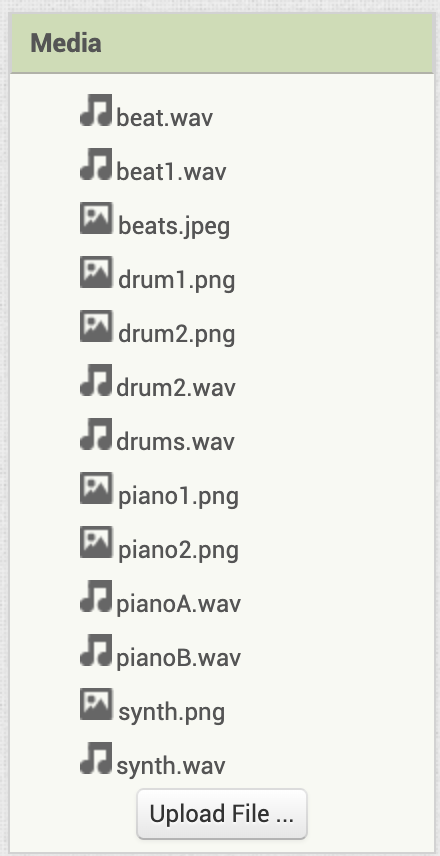 Media
beat.wav
beat1.wav
beats.jpeg
drum1.png
drum2.png
drum2.wav
drums.wav
piano1.png
piano2.png
pianoA.wav
pianoB.wav
synth.png
synth.wav
Upload File ...